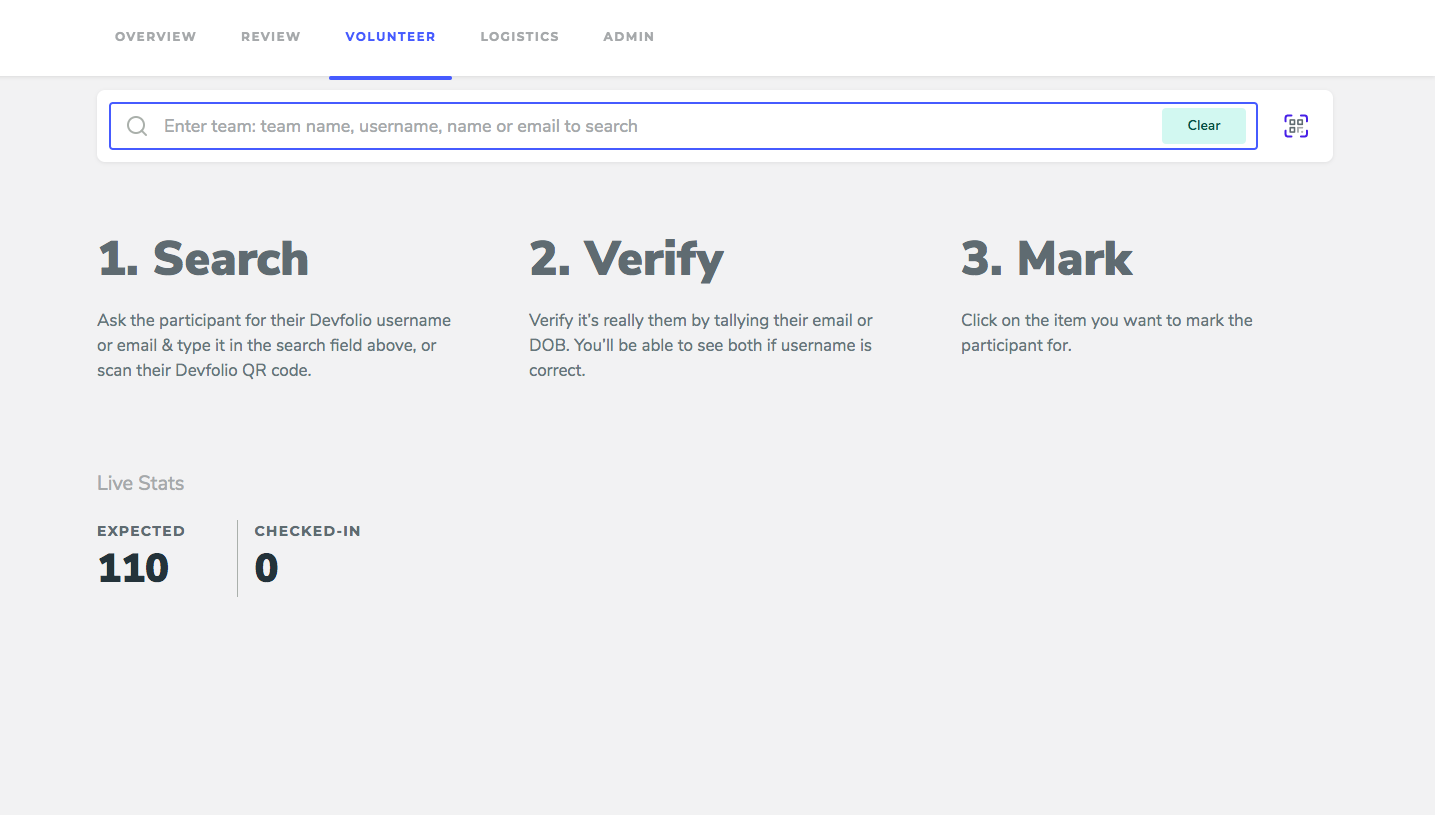 OVERVIEW REVIEW VOLUNTEER LOGISTICS ADMIN
Enter team: team name, username, name or email to search Clear
1. Search
Ask the participant for their Devfolio username
or email & type it in the search field above, or
scan their Devfolio QR code.
2. Verify
Verify it's really them by tallying their email or
DOB. You'll be able to see both if username is
correct.
3. Mark
Click on the item you want to mark the
participant for.
Live Stats
EXPECTED
110
CHECKED-IN
0